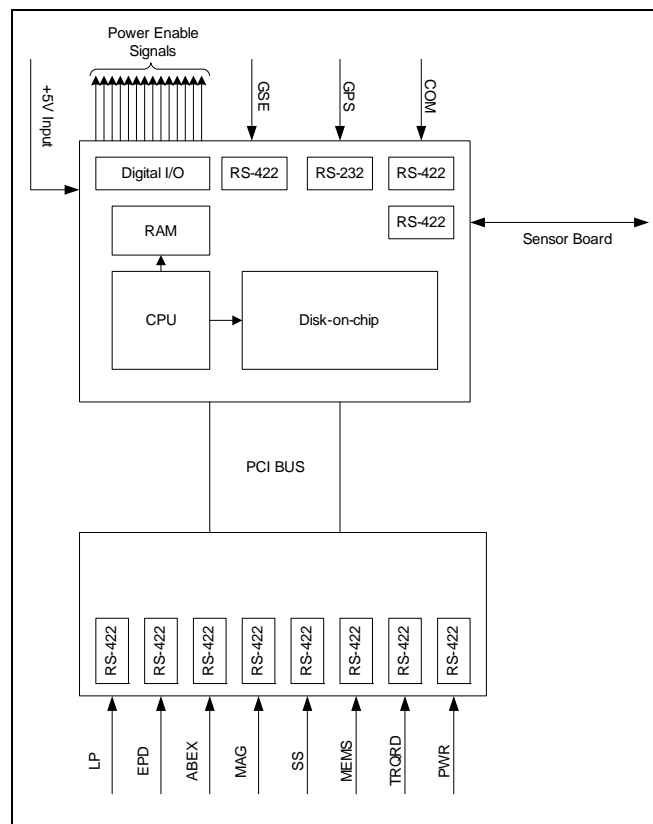 Power Enable
Signals
+5V Input
GSE
GPS
COM
Digital I/O
RS-422
RS-232
RS-422
RAM
RS-422
Sensor Board
CPU
Disk-on-chip
PCI BUS
RS-422
RS-422
RS-422
RS-422
RS-422
RS-422
RS-422
RS-422
LP
EPD
ABEX
MAG
SS
MEMS
TRQRD
PWR